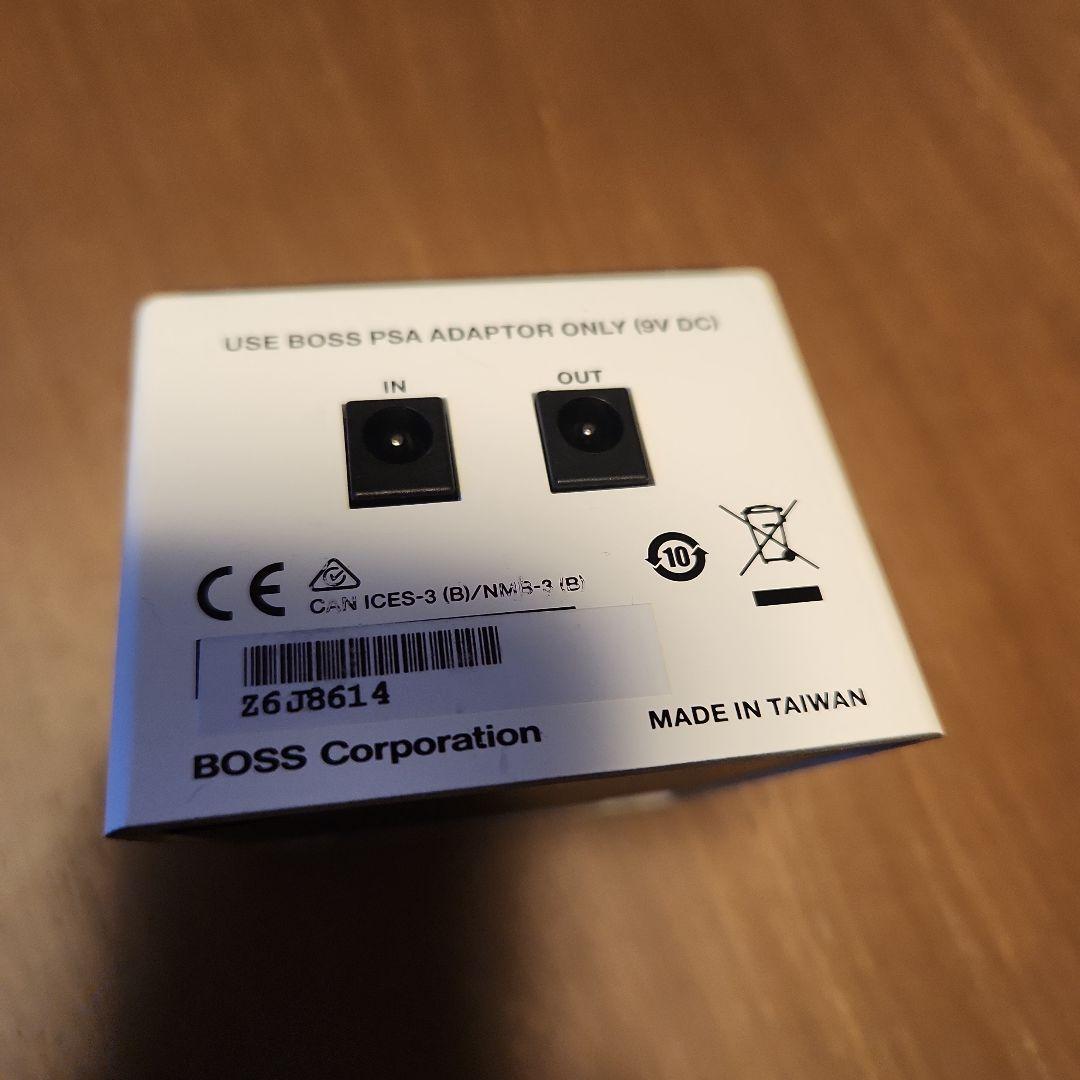 USE BOSS PSA ADAPTOR ONLY (9V DC)
IN
OUT
10
CE
CAN ICES-3 (B)/NMB-3 (B)
Z6J8614
BOSS Corporation
MADE IN TAIWAN